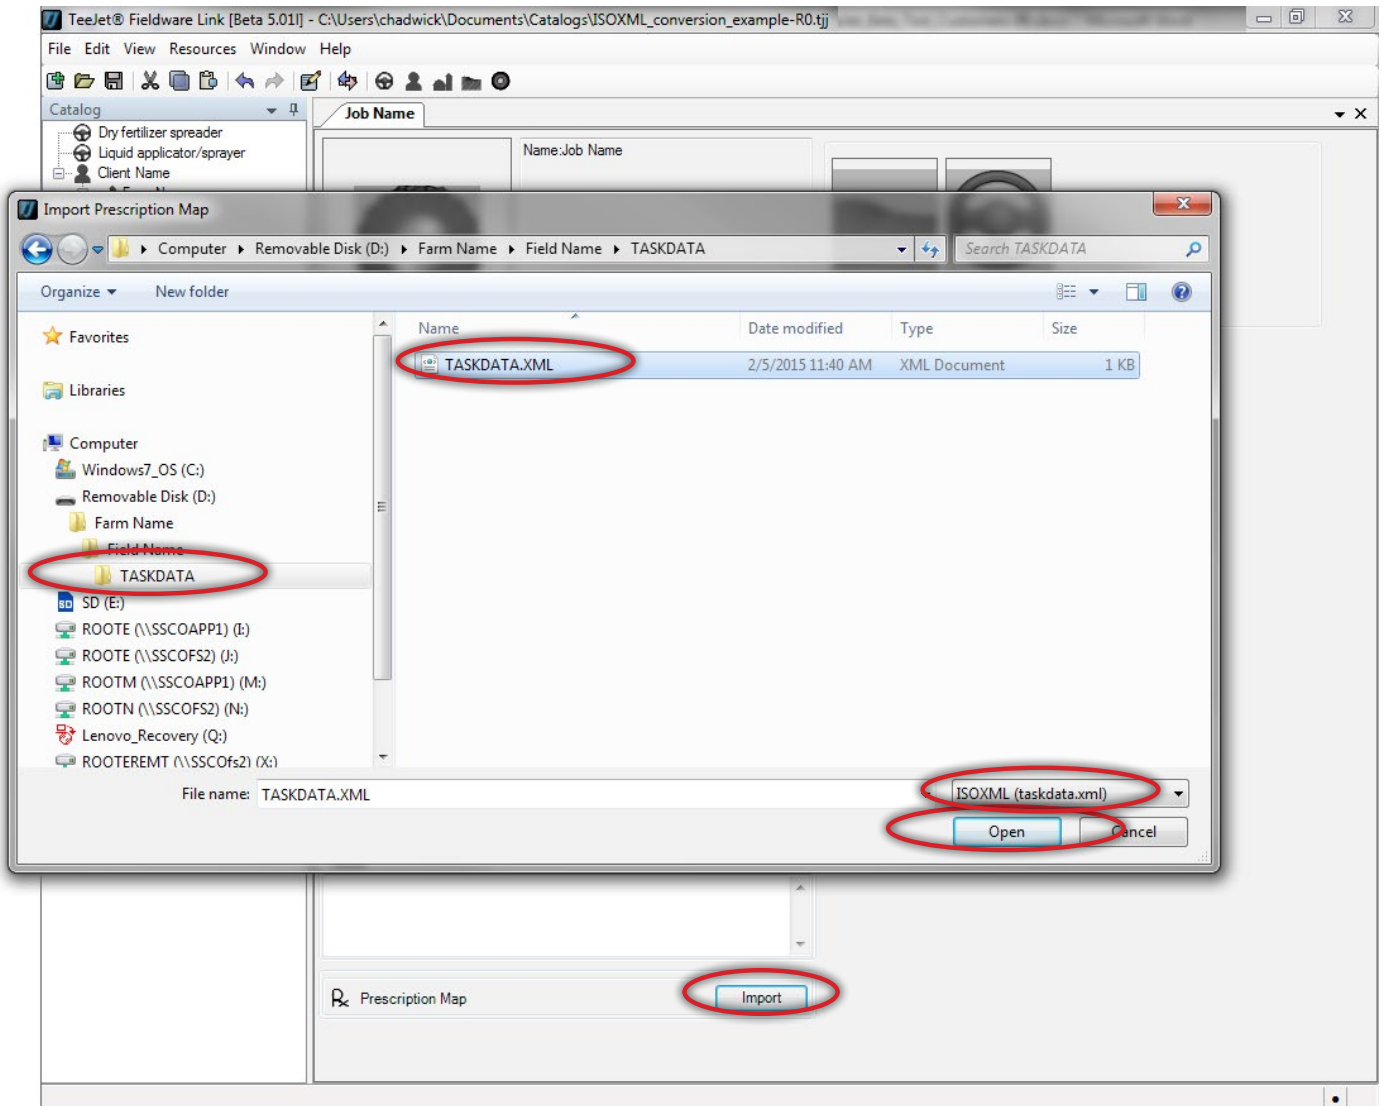 TeeJet® Fieldware Link [Beta 5.01l] - C:\Users\chadwick\Documents\Catalogs\ISOXML_conversion_example-R0.tjj
File Edit View Resources Window Help
Catalog
Job Name
Dry fertilizer spreader
Liquid applicator/sprayer
Client Name
Name:Job Name
Import Prescription Map
Computer Removable Disk (D:) Farm Name Field Name TASKDATA
Search TASKDATA
Organize New folder
Name Date modified Type Size
Favorites
TASKDATA.XML 2/5/2015 11:40 AM XML Document 1 KB
Libraries
Computer
Windows7_OS (C:)
Removable Disk (D:)
Farm Name
Field Name
TASKDATA
SD (E:)
ROOTE (\\SSCOAPP1) (I:)
ROOTE (\\SSCOFS2) (J:)
ROOTM (\\SSCOAPP1) (M:)
ROOTN (\\SSCOFS2) (N:)
Lenovo_Recovery (Q:)
ROOTEREMT (\\SSCOfs2) (X:)
File name: TASKDATA.XML
ISOXML (taskdata.xml)
Open Cancel
Rx Prescription Map
Import